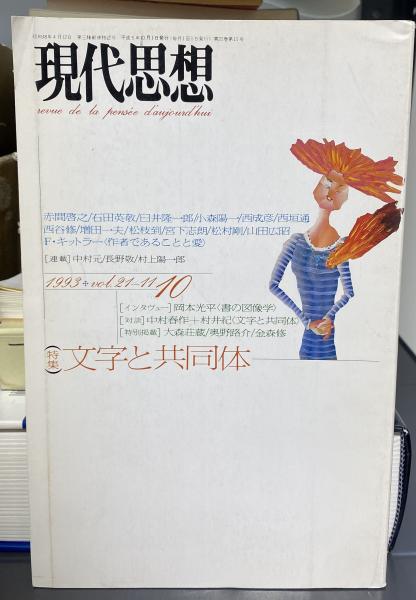 現代思想
revue de la pensée d'aujourd'hui
赤間啓之/石田英敬/臼井隆一郎/小森陽一/西成彦/西垣通
西谷修/増田一夫/松枝到/宮下志朗/松村剛/山田広昭
F・キットラー〈作者であることと愛〉
[連載]中村元/長野敬/村上陽一郎
1993+vol.21-11 10
[インタヴュー]岡本光平〈書の図像学〉
[対談]中村春作+村井紀〈文字と共同体〉
[特別掲載]大森荘蔵/奥野路介/金森修
(特集)文字と共同体